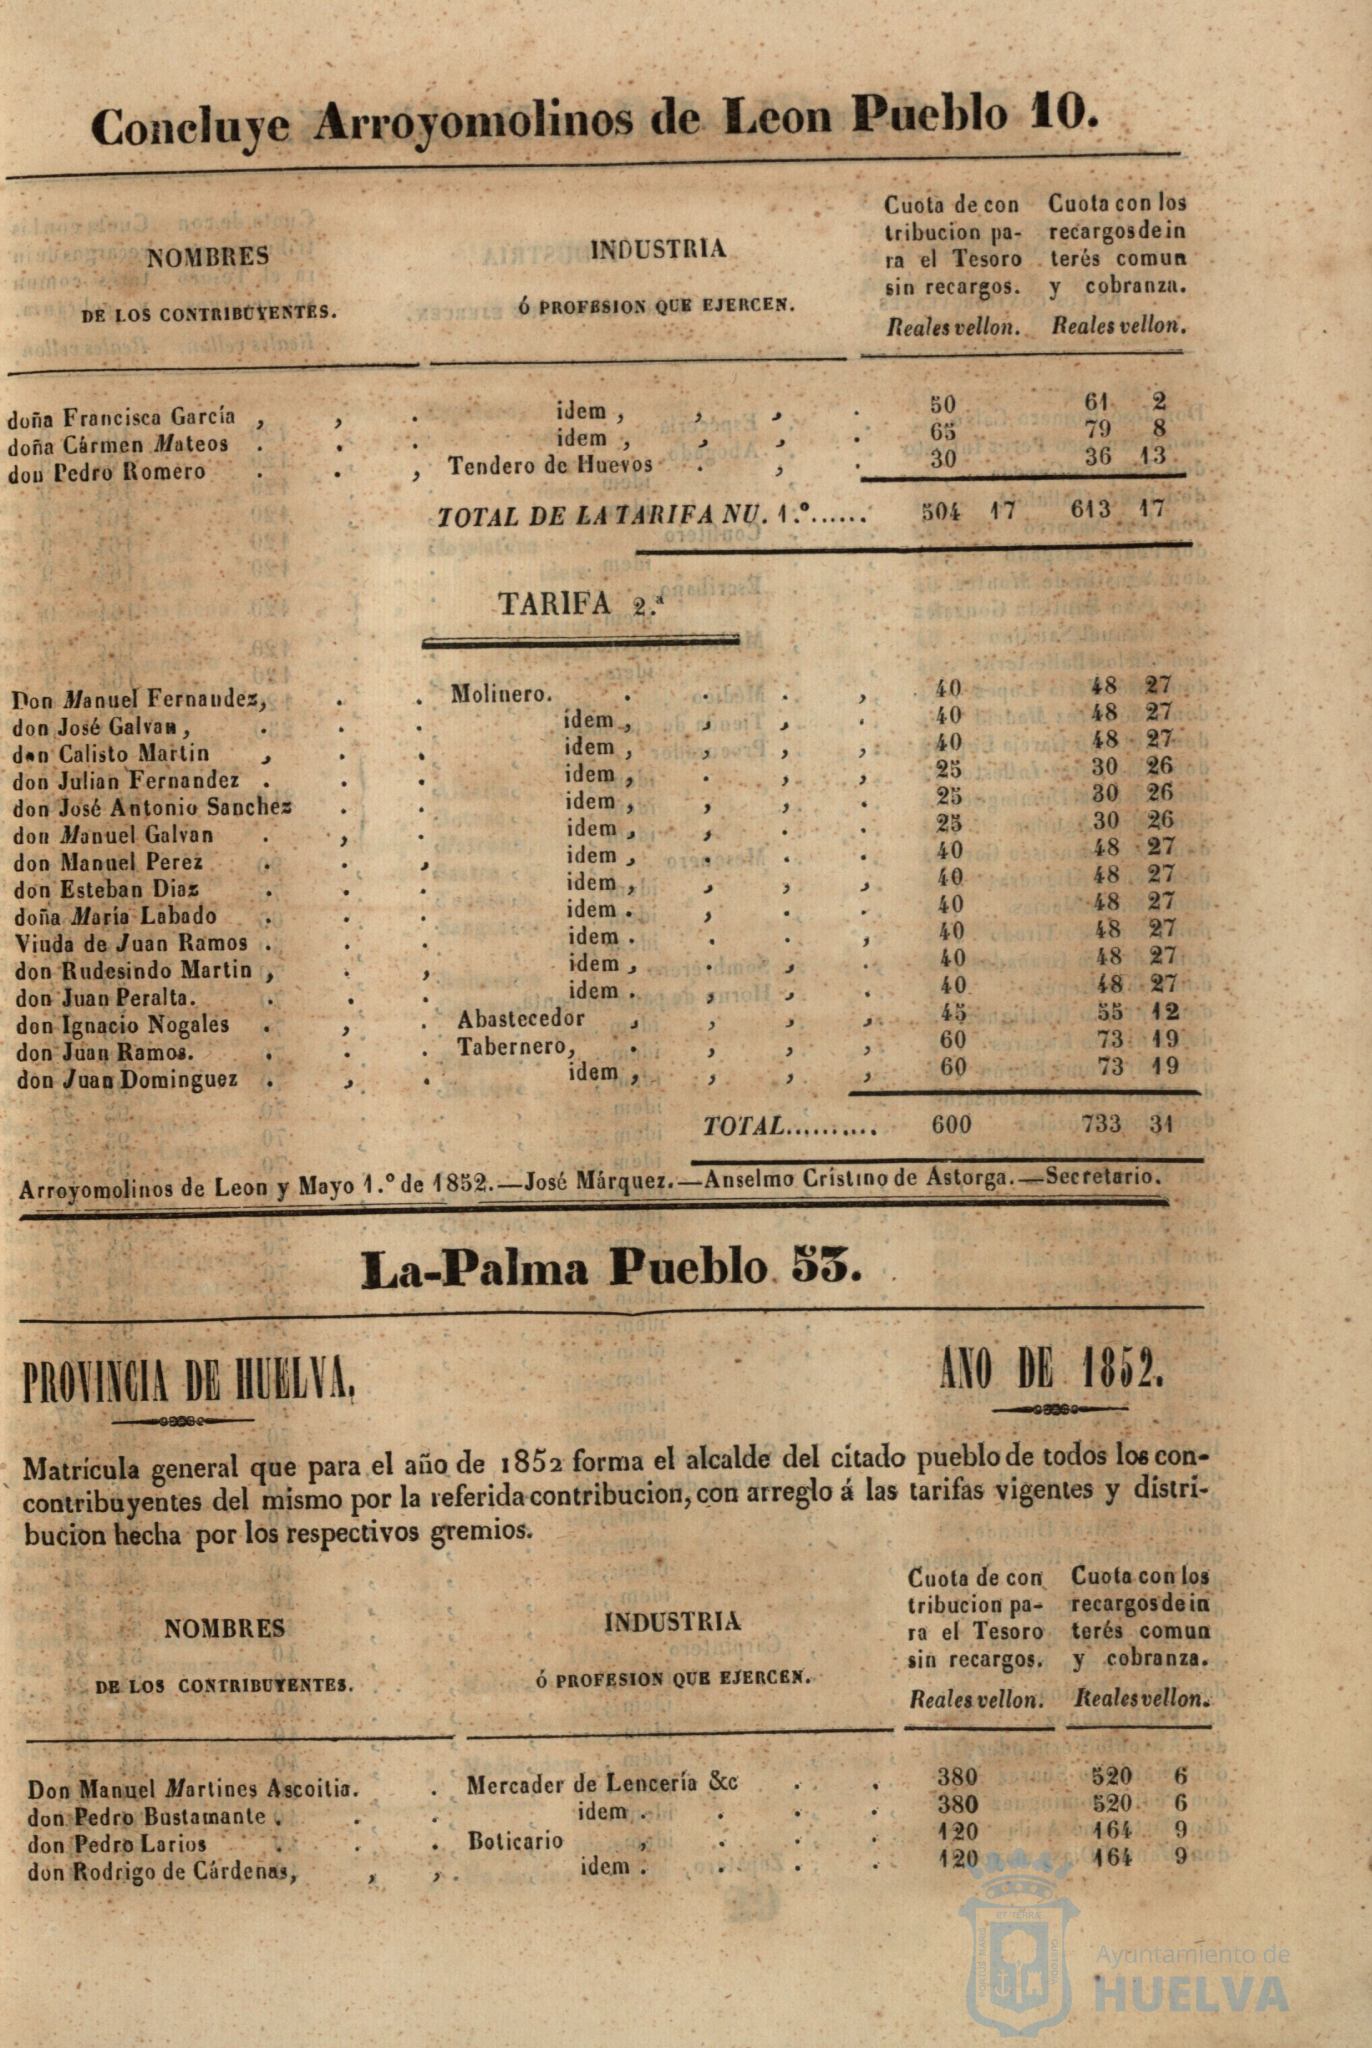 Concluye Arroyomolinos de Leon Pueblo 10.
NOMBRES
DE LOS CONTRIBUYENTES.
INDUSTRIA
Ó PROFESION QUE EJERCEN.
Cuota de con
tribucion pa-
ra el Tesoro
sin recargos.
Reales vellon.
Cuota con los
recargos de in
terés comun
y cobranza.
Reales vellon.
doña Francisca García , , . idem , , , . 50 61 2
doña Cármen Mateos . . . idem , , , . 65 79 8
don Pedro Romero . . , Tendero de Huevos . , . 30 36 13
TOTAL DE LA TARIFA NU. 1.º...... 504 17 613 17
TARIFA 2.ª
Don Manuel Fernandez, . . Molinero. . . . , 40 48 27
don José Galvan, . . . idem , , , . 40 48 27
don Calisto Martin , . . idem , , , , 40 48 27
don Julian Fernandez . . . idem , . , , 25 30 26
don José Antonio Sanchez . . idem , , , . 25 30 26
don Manuel Galvan . , . idem , , . . 25 30 26
don Manuel Perez . . , idem , . . . 40 48 27
don Esteban Diaz . . . idem , , , , 40 48 27
doña María Labado . . . idem . , . . 40 48 27
Viuda de Juan Ramos . . . idem . . . , 40 48 27
don Rudesindo Martin , . , idem , . , . 40 48 27
don Juan Peralta. . . . idem . , , . 40 48 27
don Ignacio Nogales . , . Abastecedor , , , , 45 55 12
don Juan Ramos. . . . Tabernero, . , , , 60 73 19
don Juan Dominguez . , . idem , , , , 60 73 19
TOTAL.......... 600 733 31
Arroyomolinos de Leon y Mayo 1.º de 1852.—José Márquez.—Anselmo Cristino de Astorga.—Secretario.
La-Palma Pueblo 53.
PROVINCIA DE HUELVA.
AÑO DE 1852.
Matrícula general que para el año de 1852 forma el alcalde del citado pueblo de todos los con-
contribuyentes del mismo por la referida contribucion, con arreglo á las tarifas vigentes y distri-
bucion hecha por los respectivos gremios.
NOMBRES
DE LOS CONTRIBUYENTES.
INDUSTRIA
Ó PROFESION QUE EJERCEN.
Cuota de con
tribucion pa-
ra el Tesoro
sin recargos.
Reales vellon.
Cuota con los
recargos de in
terés comun
y cobranza.
Reales vellon.
Don Manuel Martines Ascoitia. . Mercader de Lencería &c . . 380 520 6
don Pedro Bustamante . . . idem . . . . 380 520 6
don Pedro Larios . . . Boticario , . . . 120 164 9
don Rodrigo de Cárdenas, , , . idem . . . . 120 164 9
Ayuntamiento de
HUELVA